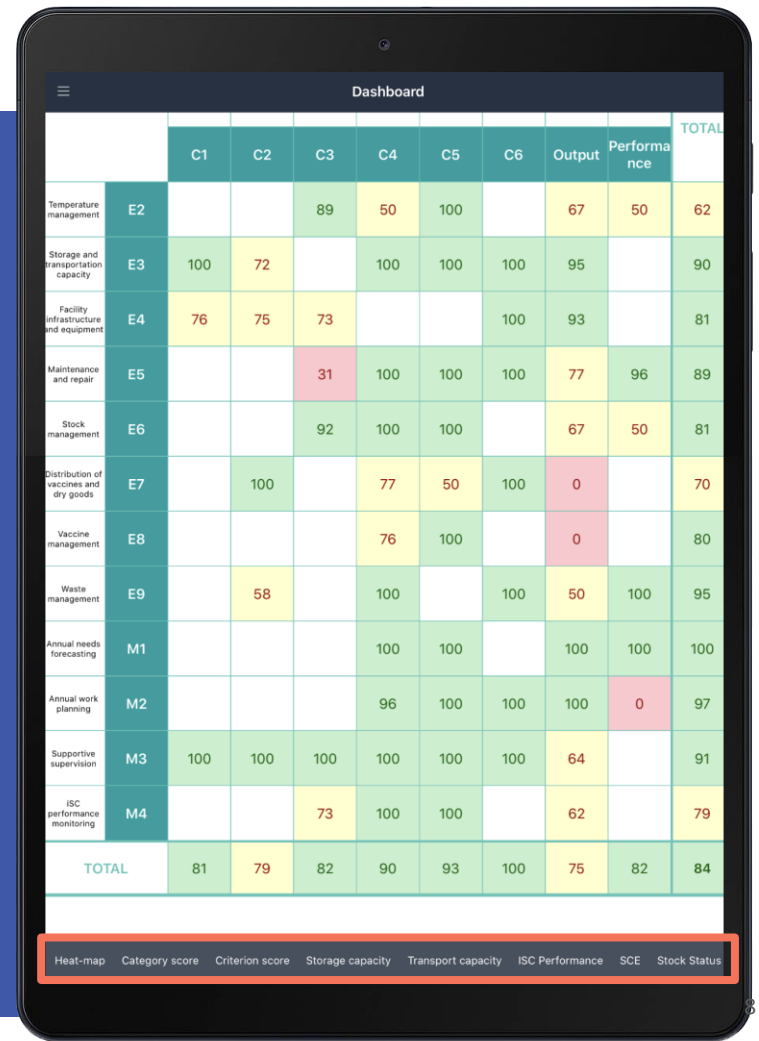 Dashboard
TOTAL
C1 C2 C3 C4 C5 C6 Output Performa
nce
Temperature
management E2 89 50 100 67 50 62
Storage and
transportation
capacity E3 100 72 100 100 100 95 90
Facility
infrastructure
and equipment E4 76 75 73 100 93 81
Maintenance
and repair E5 31 100 100 100 77 96 89
Stock
management E6 92 100 100 67 50 81
Distribution of
vaccines and
dry goods E7 100 77 50 100 0 70
Vaccine
management E8 76 100 0 80
Waste
management E9 58 100 100 50 100 95
Annual needs
forecasting M1 100 100 100 100 100
Annual work
planning M2 96 100 100 100 0 97
Supportive
supervision M3 100 100 100 100 100 100 64 91
iSC
performance
monitoring M4 73 100 100 62 79
TOTAL 81 79 82 90 93 100 75 82 84
Heat-map Category score Criterion score Storage capacity Transport capacity ISC Performance SCE Stock Status